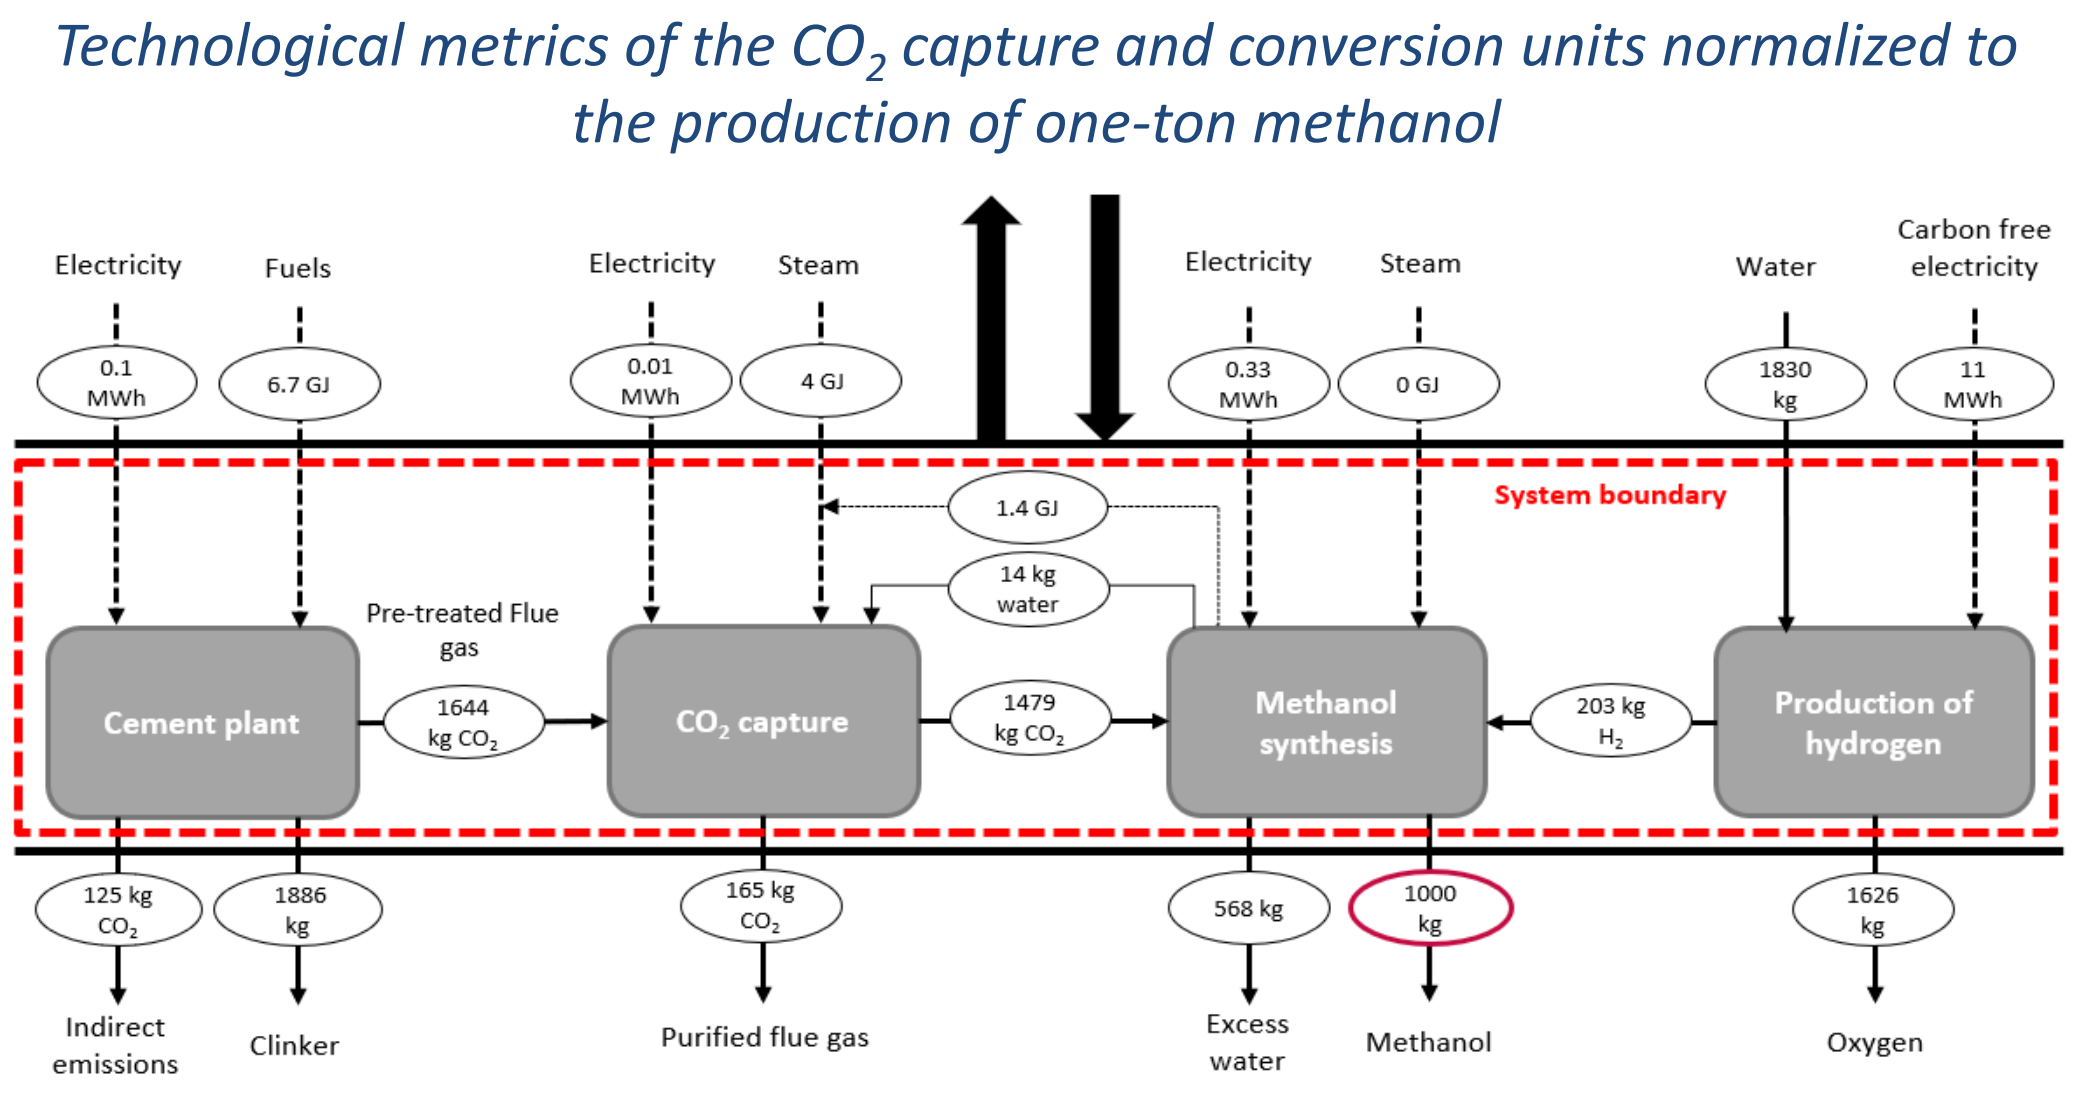 Technological metrics of the CO₂ capture and conversion units normalized to
the production of one-ton methanol
Electricity
Fuels
Electricity
Steam
Electricity
Steam
Water
Carbon free
electricity
0.1
MWh
6.7 GJ
0.01
MWh
4 GJ
0.33
MWh
0 GJ
1830
kg
11
MWh
System boundary
1.4 GJ
14 kg
water
Pre-treated Flue
gas
Cement plant
1644
kg CO₂
CO₂ capture
1479
kg CO₂
Methanol
synthesis
203 kg
H₂
Production of
hydrogen
125 kg
CO₂
1886
kg
165 kg
CO₂
568 kg
1000
kg
1626
kg
Indirect
emissions
Clinker
Purified flue gas
Excess
water
Methanol
Oxygen